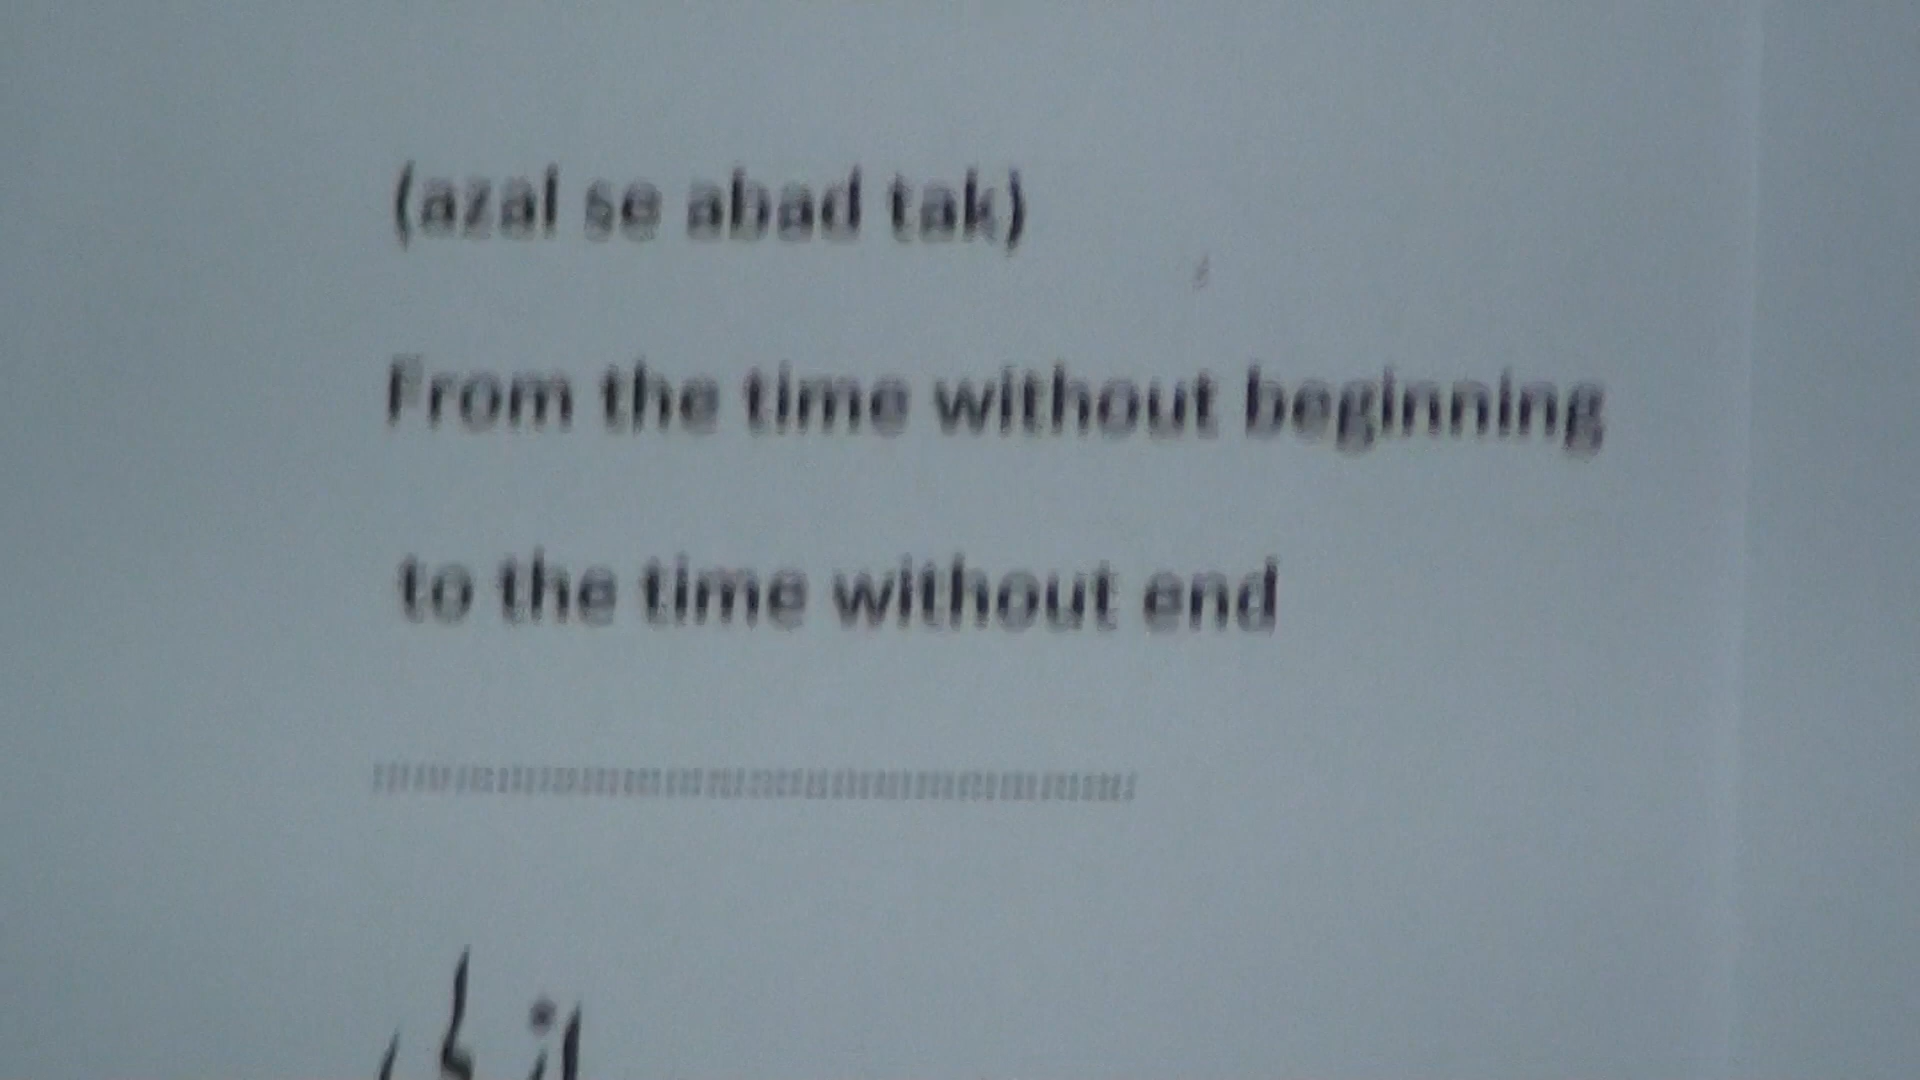 (azal se abad tak)
From the time without beginning
to the time without end